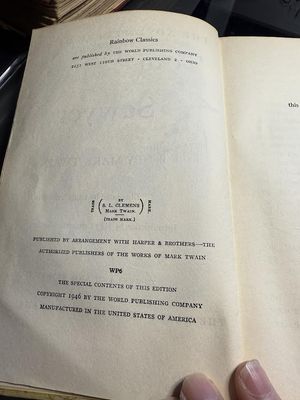 Rainbow Classics
are published by THE WORLD PUBLISHING COMPANY
2231 WEST 110TH STREET · CLEVELAND 2 · OHIO
TRADE
BY
S. L. CLEMENS
MARK TWAIN.
MARK.
[TRADE MARK.]
PUBLISHED BY ARRANGEMENT WITH HARPER & BROTHERS—THE
AUTHORIZED PUBLISHERS OF THE WORKS OF MARK TWAIN
WP6
THE SPECIAL CONTENTS OF THIS EDITION
COPYRIGHT 1946 BY THE WORLD PUBLISHING COMPANY
MANUFACTURED IN THE UNITED STATES OF AMERICA
this